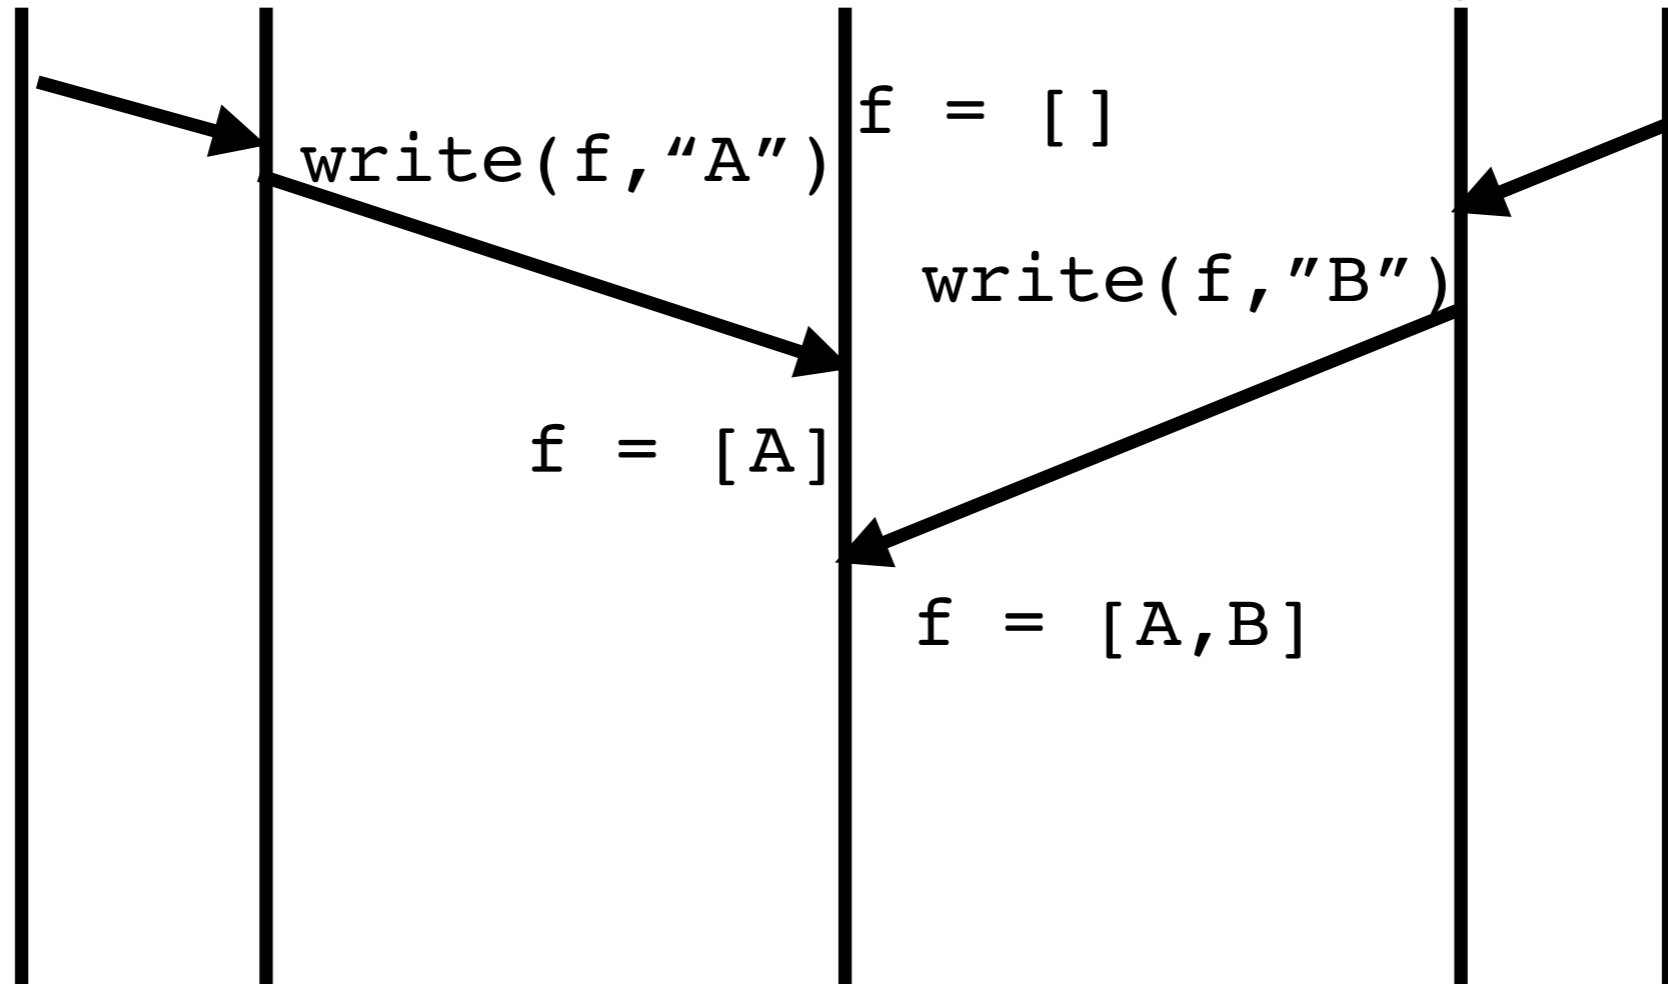 f = []
write(f,“A”)
write(f,”B”)
f = [A]
f = [A,B]